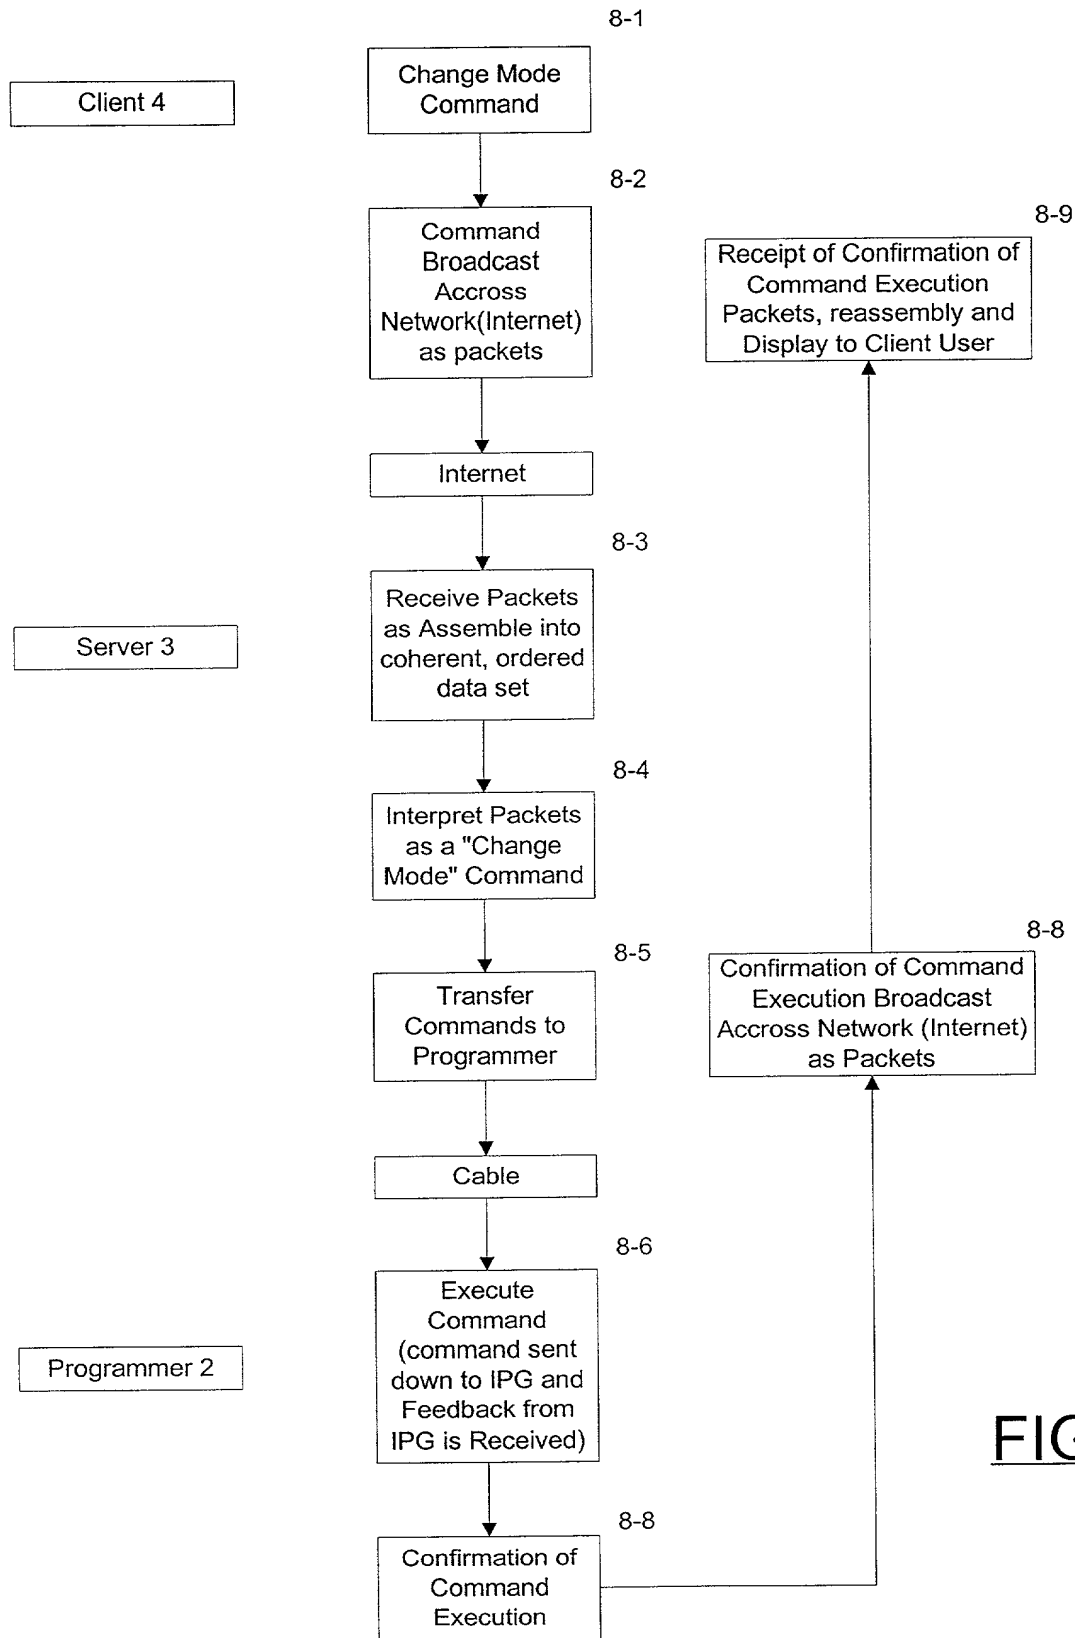 8-1
Change Mode
Command
Client 4
8-2
Command
Broadcast
Accross
Network(Internet)
as packets
8-9
Receipt of Confirmation of
Command Execution
Packets, reassembly and
Display to Client User
Internet
8-3
Receive Packets
as Assemble into
coherent, ordered
data set
Server 3
8-4
Interpret Packets
as a "Change
Mode" Command
8-5
Transfer
Commands to
Programmer
8-8
Confirmation of Command
Execution Broadcast
Accross Network (Internet)
as Packets
Cable
8-6
Execute
Command
(command sent
down to IPG and
Feedback from
IPG is Received)
Programmer 2
FIG
8-8
Confirmation of
Command
Execution